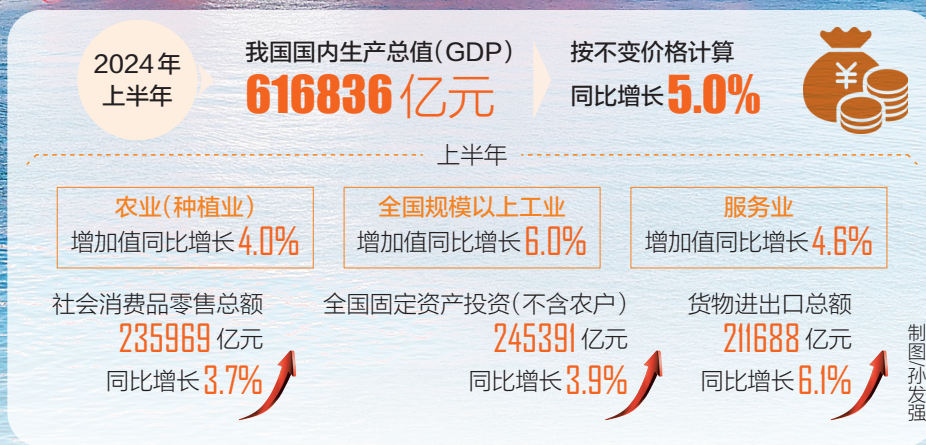 2024年
上半年
我国国内生产总值(GDP)
616836亿元
按不变价格计算
同比增长5.0%
¥
上半年
农业(种植业)
增加值同比增长4.0%
全国规模以上工业
增加值同比增长6.0%
服务业
增加值同比增长4.6%
社会消费品零售总额
235969亿元
同比增长3.7%
全国固定资产投资(不含农户)
245391亿元
同比增长3.9%
货物进出口总额
211688亿元
同比增长6.1%
制图 孙发强